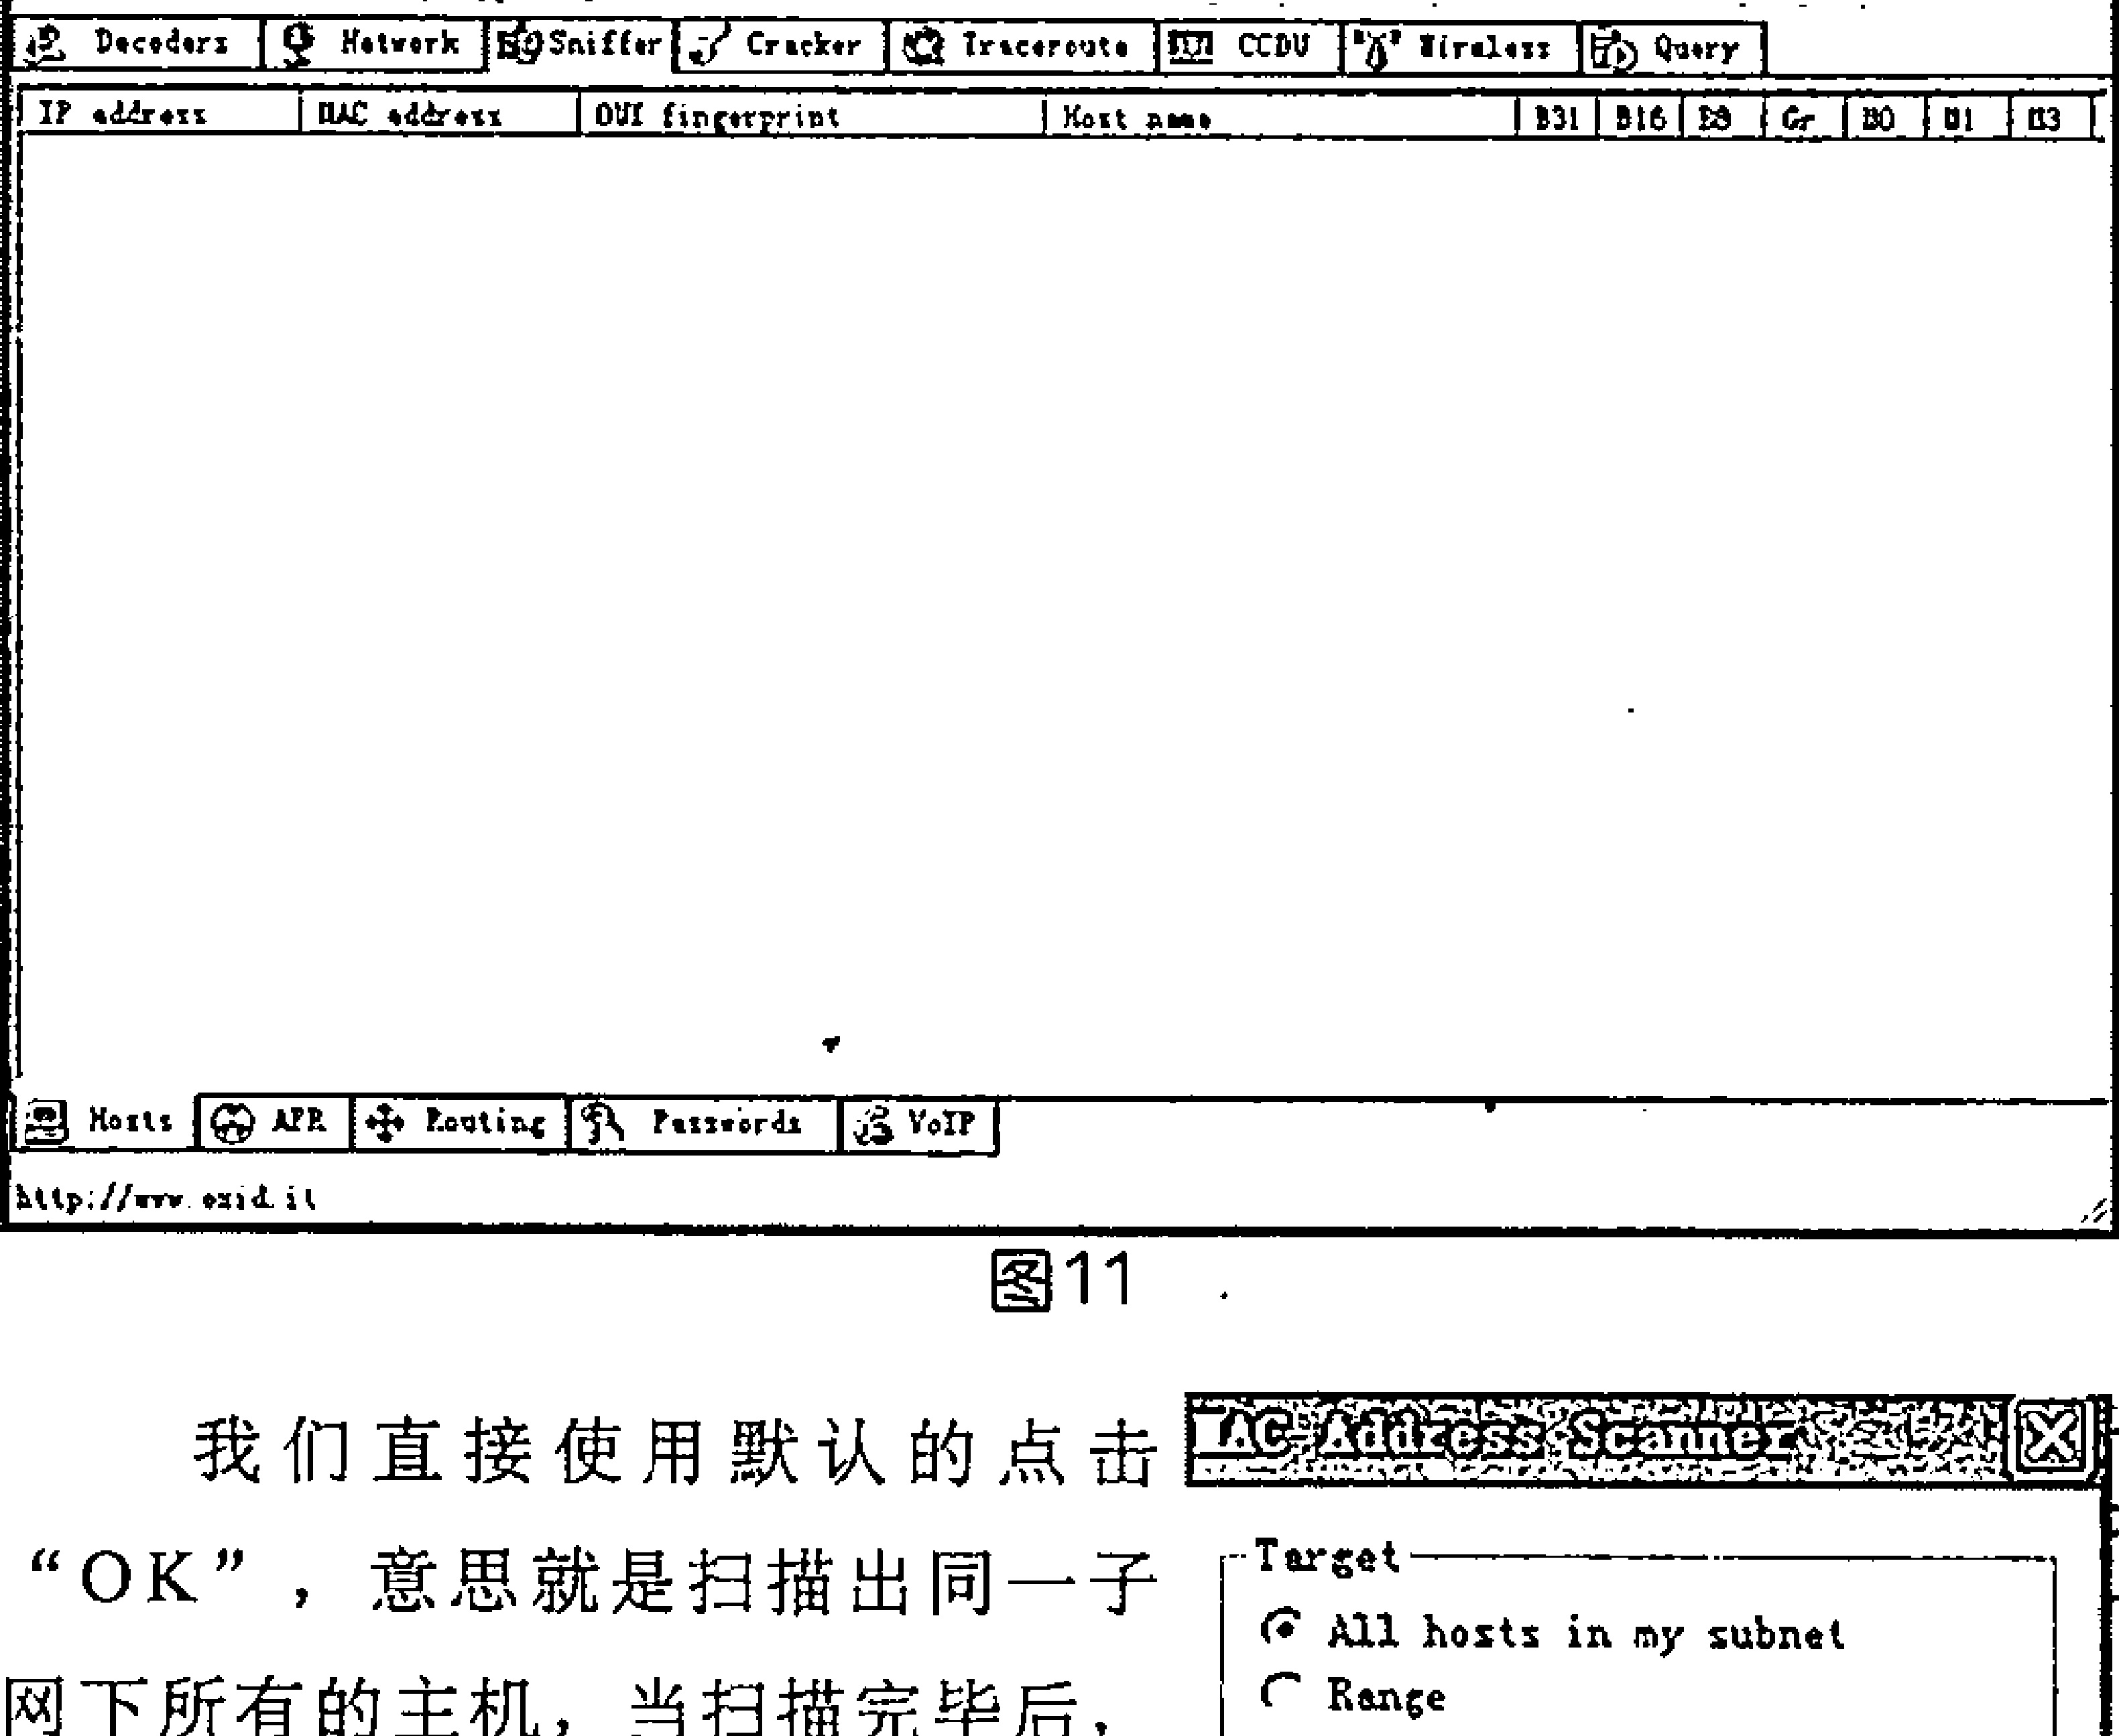 Decoders Network Sniffer Cracker Traceroute CCDU Wireless Query
IP address MAC address OUI fingerprint Host name B31 B16 B8 Gr M0 M1 M3
Hosts APR Routing Passwords VoIP
http://www.oxid.it
图11
我们直接使用默认的点击
“OK”，意思就是扫描出同一子
网下所有的主机，当扫描完毕后，
MAC Address Scanner
Target
All hosts in my subnet
Range